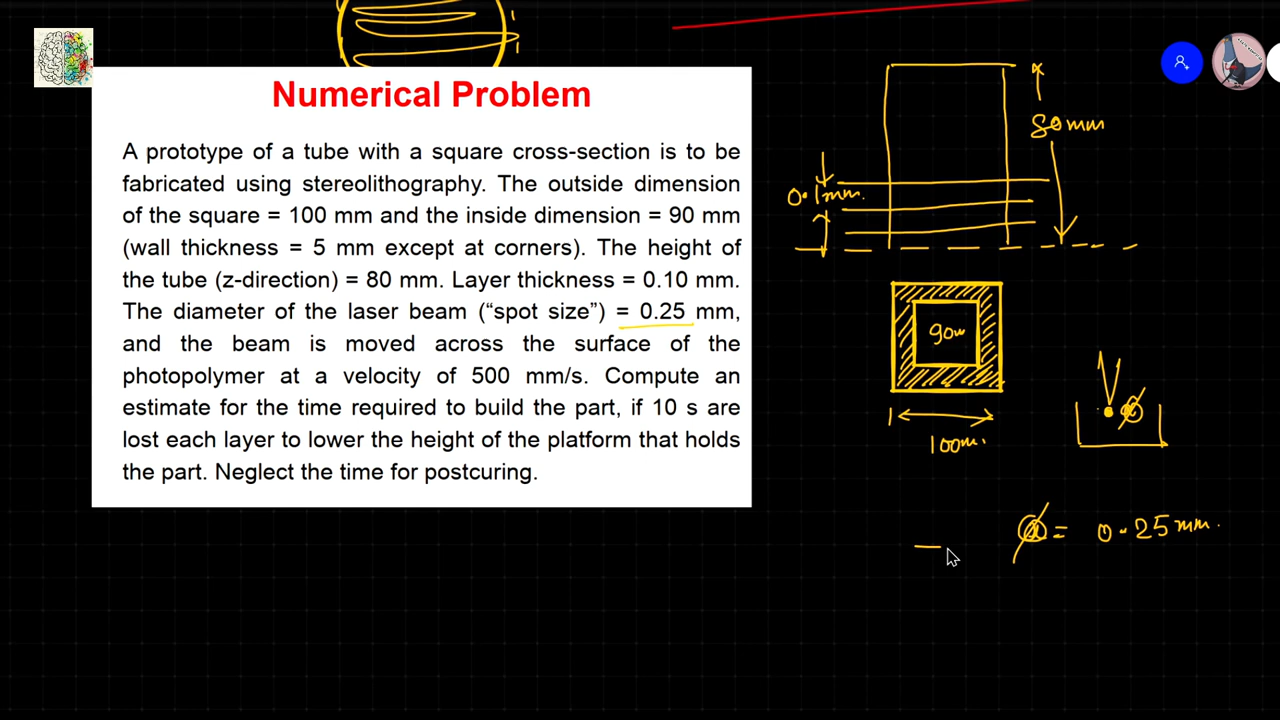 Numerical Problem
A prototype of a tube with a square cross-section is to be
fabricated using stereolithography. The outside dimension
of the square = 100 mm and the inside dimension = 90 mm
(wall thickness = 5 mm except at corners). The height of
the tube (z-direction) = 80 mm. Layer thickness = 0.10 mm.
The diameter of the laser beam (“spot size”) = 0.25 mm,
and the beam is moved across the surface of the
photopolymer at a velocity of 500 mm/s. Compute an
estimate for the time required to build the part, if 10 s are
lost each layer to lower the height of the platform that holds
the part. Neglect the time for postcuring.
80mm
0.1mm.
90m
100m.
= 0.25mm.